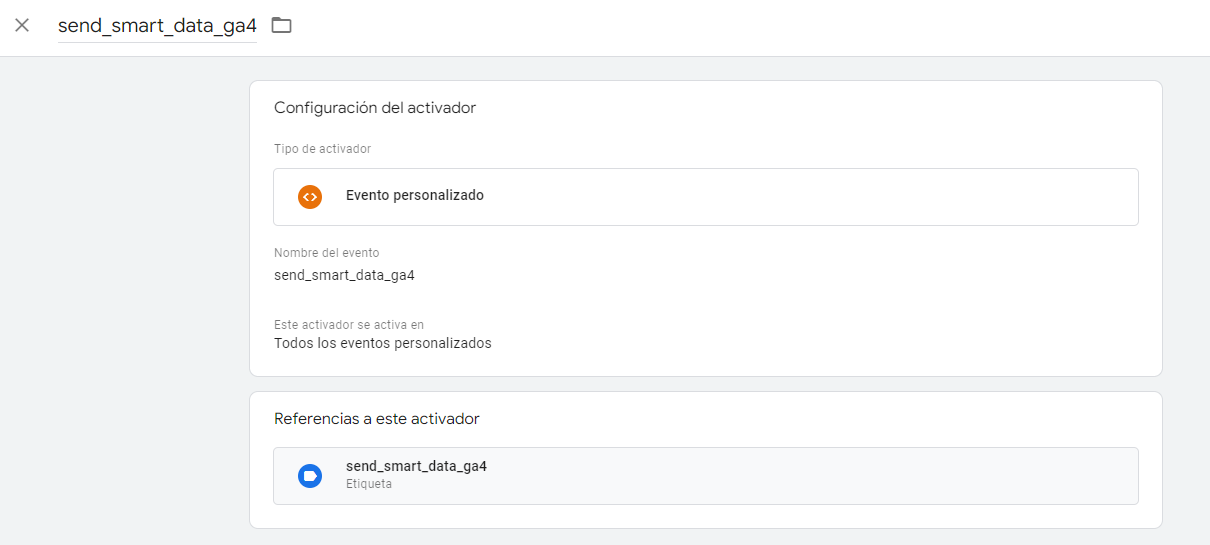 send_smart_data_ga4
Configuración del activador
Tipo de activador
Evento personalizado
Nombre del evento
send_smart_data_ga4
Este activador se activa en
Todos los eventos personalizados
Referencias a este activador
send_smart_data_ga4
Etiqueta